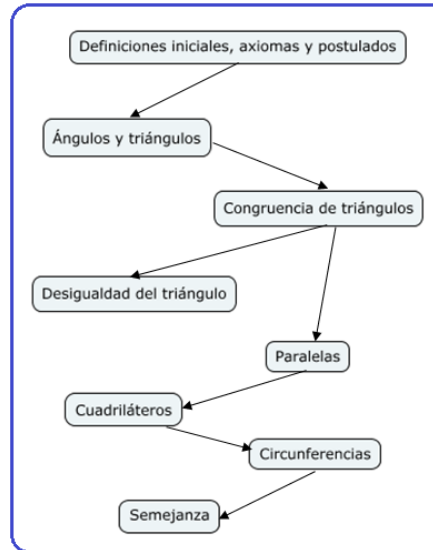 Definiciones iniciales, axiomas y postulados
Ángulos y triángulos
Congruencia de triángulos
Desigualdad del triángulo
Paralelas
Cuadriláteros
Circunferencias
Semejanza